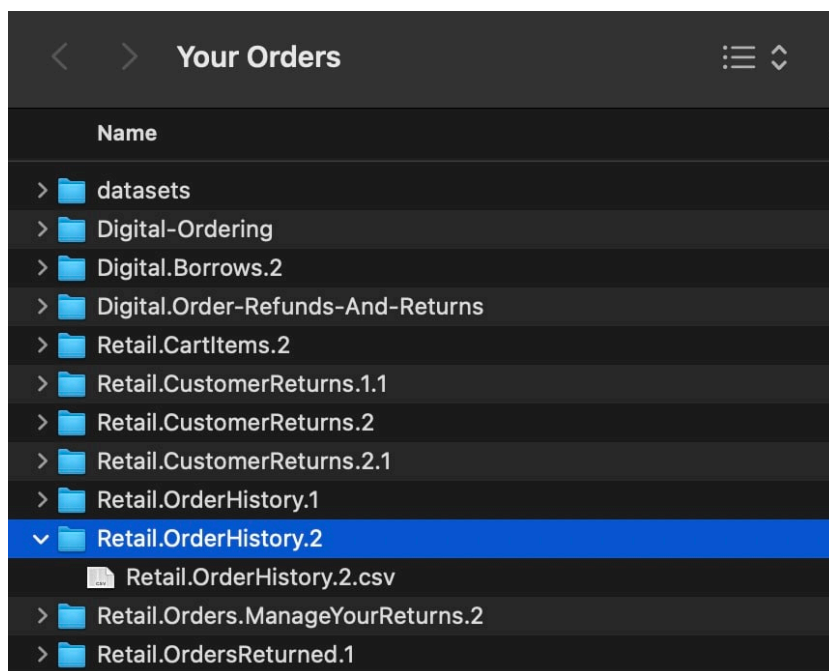 Your Orders
Name
datasets
Digital-Ordering
Digital.Borrows.2
Digital.Order-Refunds-And-Returns
Retail.CartItems.2
Retail.CustomerReturns.1.1
Retail.CustomerReturns.2
Retail.CustomerReturns.2.1
Retail.OrderHistory.1
Retail.OrderHistory.2
Retail.OrderHistory.2.csv
Retail.Orders.ManageYourReturns.2
Retail.OrdersReturned.1